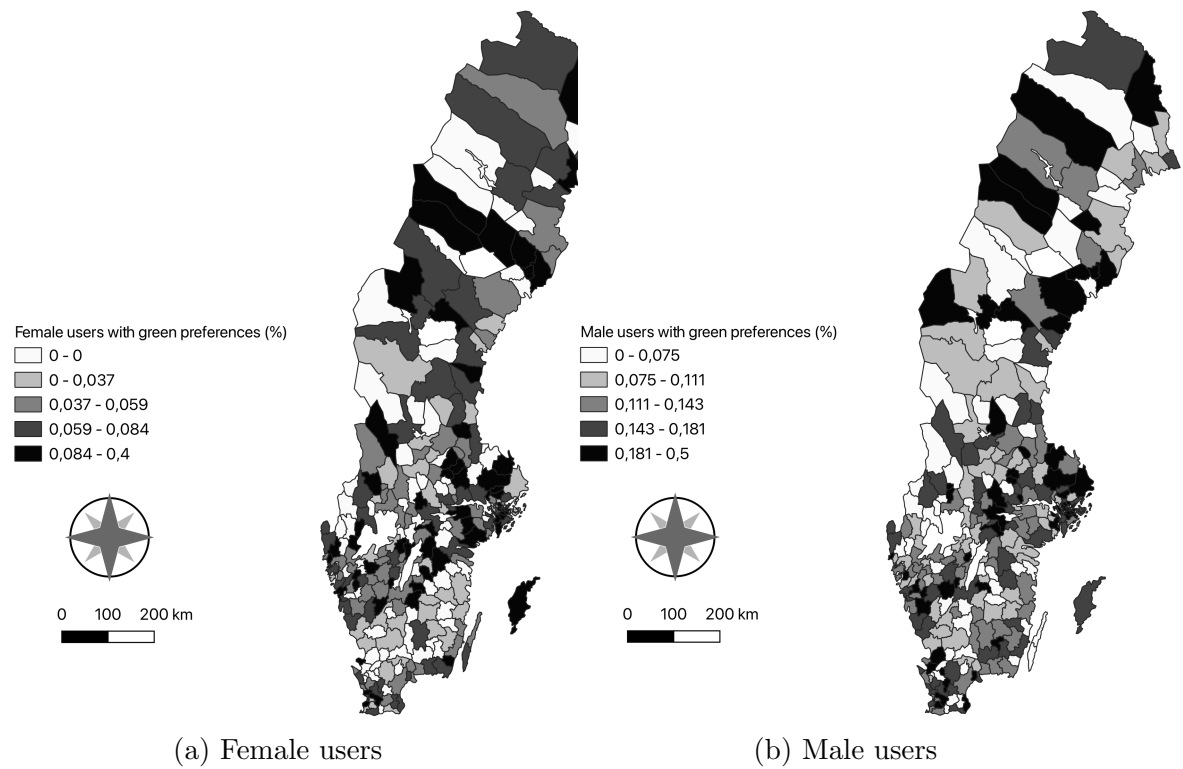 Female users with green preferences (%)
0 - 0
0 - 0,037
0,037 - 0,059
0,059 - 0,084
0,084 - 0,4
0 100 200 km
(a) Female users
Male users with green preferences (%)
0 - 0,075
0,075 - 0,111
0,111 - 0,143
0,143 - 0,181
0,181 - 0,5
0 100 200 km
(b) Male users